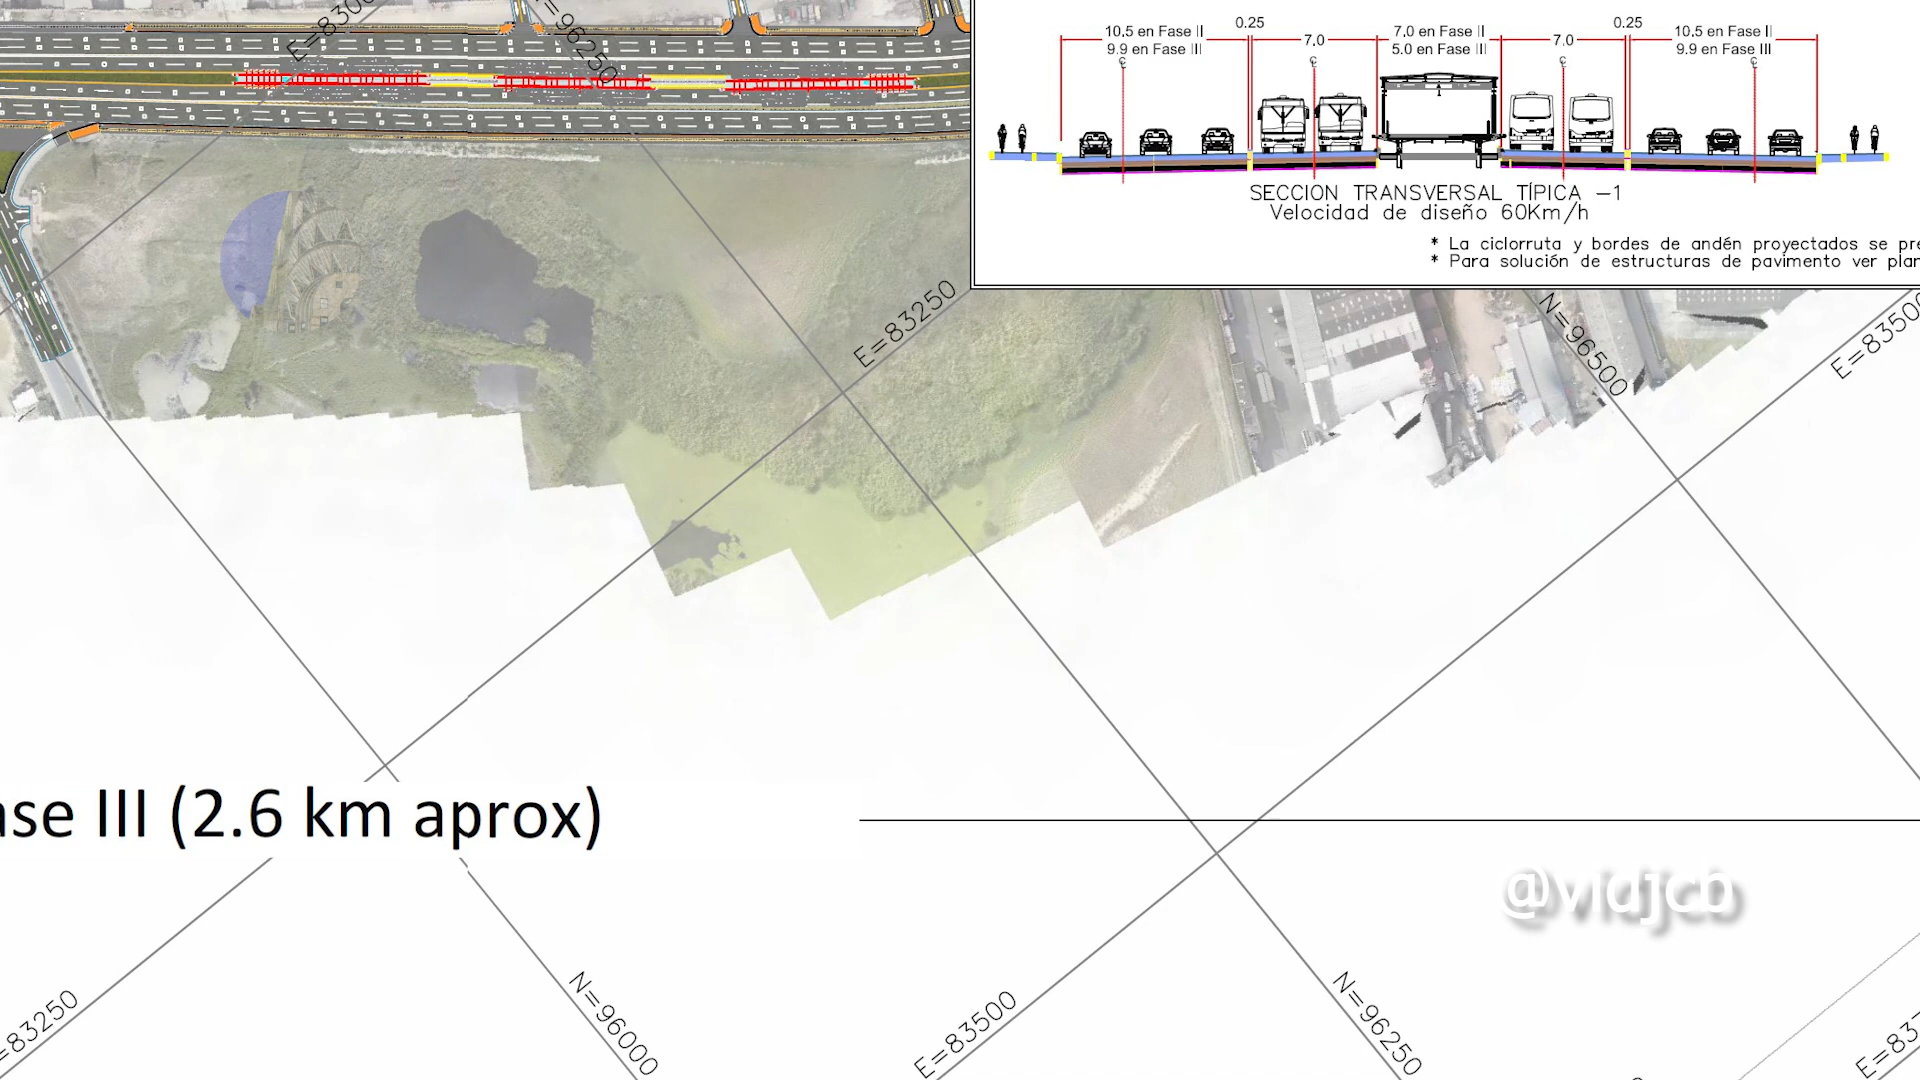 E=8300
N=96250
0.25
0.25
10.5 en Fase II
9.9 en Fase III
7.0
7.0 en Fase II
5.0 en Fase III
7.0
10.5 en Fase II
9.9 en Fase III
SECCION TRANSVERSAL TÍPICA -1
Velocidad de diseño 60Km/h
* La ciclorruta y bordes de andén proyectados se pre
* Para solución de estructuras de pavimento ver plan
E=83250
N=96500
E=83500
ase III (2.6 km aprox)
@vidjcb
=83250
N=96000
E=83500
N=96250
E=837